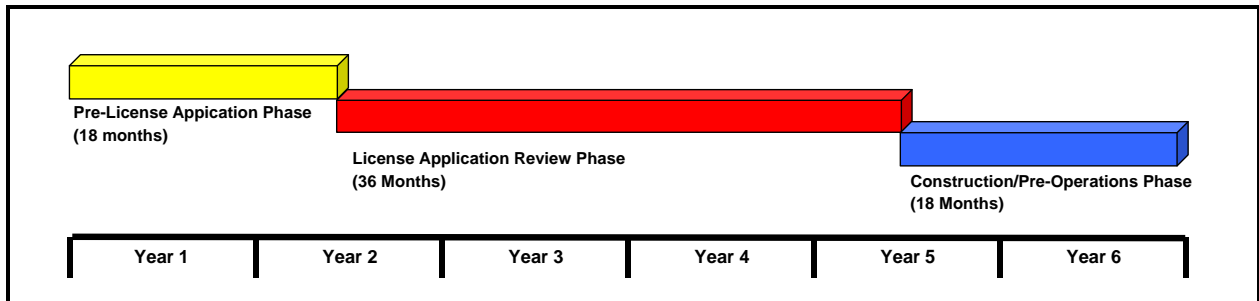 Pre-License Appication Phase
(18 months)
License Application Review Phase
(36 Months)
Construction/Pre-Operations Phase
(18 Months)
Year 1 Year 2 Year 3 Year 4 Year 5 Year 6